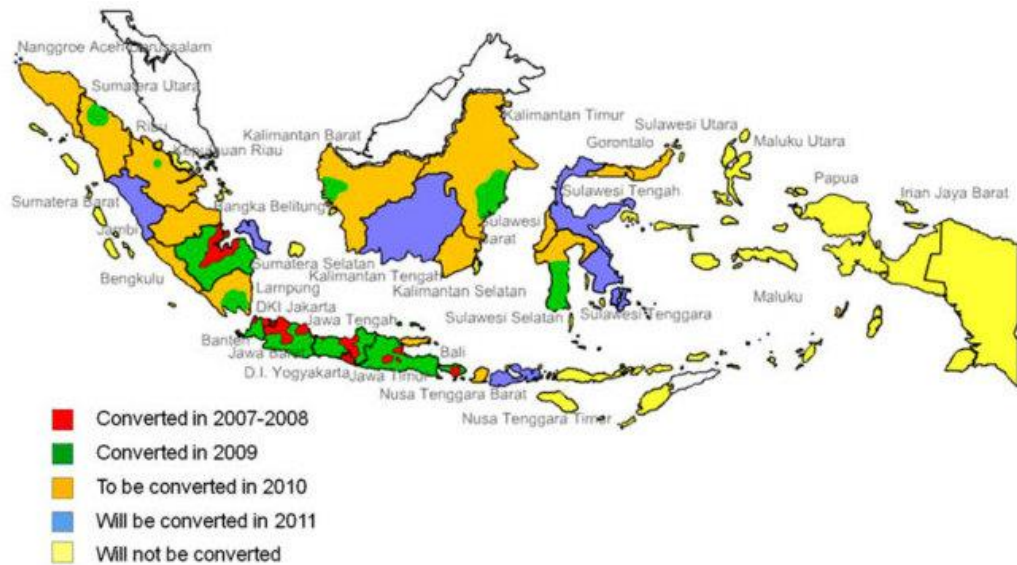 Nanggroe Aceh Darussalam
Sumatera Utara
Riau
Kepulauan Riau
Kalimantan Barat
Kalimantan Timur
Sulawesi Utara
Gorontalo
Maluku Utara
Papua
Irian Jaya Barat
Sumatera Barat
Jambi
Bangka Belitung
Sulawesi Tengah
Sulawesi
Barat
Bengkulu
Sumatera Selatan
Kalimantan Tengah
Kalimantan Selatan
Lampung
DKI Jakarta
Jawa Tengah
Sulawesi Selatan
Sulawesi Tenggara
Maluku
Banten
Jawa Barat
Bali
D.I. Yogyakarta
Jawa Timur
Nusa Tenggara Barat
Nusa Tenggara Timur
Converted in 2007-2008
Converted in 2009
To be converted in 2010
Will be converted in 2011
Will not be converted